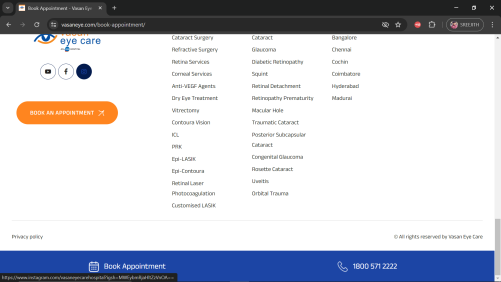 Book Appointment - Vasan Eye
vasaneye.com/book-appointment/
SREERTH
eye care
Cataract Surgery
Refractive Surgery
Retina Services
Corneal Services
Anti-VEGF Agents
Dry Eye Treatment
Vitrectomy
Contoura Vision
ICL
PRK
Epi-LASIK
Epi-Contoura
Retinal Laser
Photocoagulation
Customised LASIK
Cataract
Glaucoma
Diabetic Retinopathy
Squint
Retinal Detachment
Retinopathy Prematurity
Macular Hole
Traumatic Cataract
Posterior Subcapsular
Cataract
Congenital Glaucoma
Rosette Cataract
Uveitis
Orbital Trauma
Bangalore
Chennai
Cochin
Coimbatore
Hyderabad
Madurai
BOOK AN APPOINTMENT
Privacy policy
© All rights reserved by Vasan Eye Care
Book Appointment
1800 571 2222